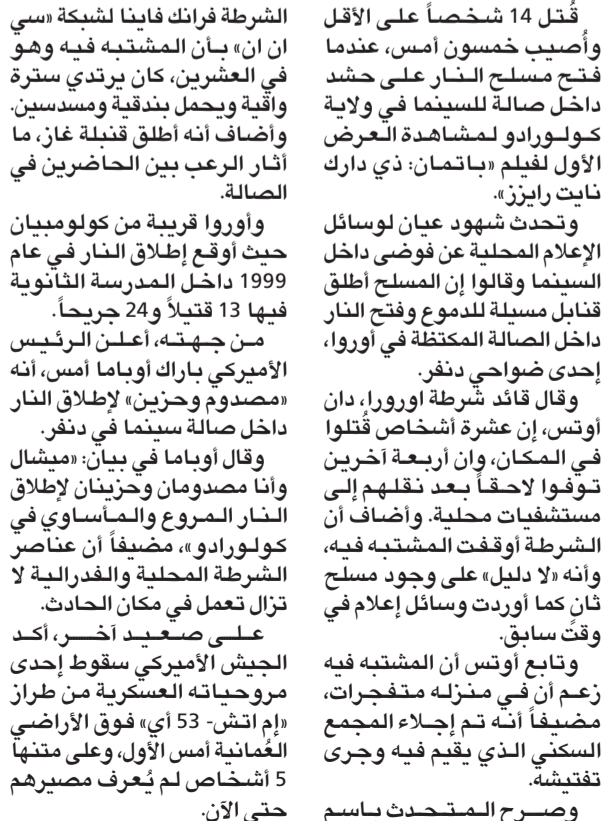 قُتل 14 شخصاً على الأقل
وأُصيب خمسون أمس، عندما
فتح مسلح النار على حشد
داخل صالة للسينما في ولاية
كولورادو لمشاهدة العرض
الأول لفيلم «باتمان: ذي دارك
نايت رايزز».
وتحدث شهود عيان لوسائل
الإعلام المحلية عن فوضى داخل
السينما وقالوا إن المسلح أطلق
قنابل مسيلة للدموع وفتح النار
داخل الصالة المكتظة في أوروا،
إحدى ضواحي دنفر.
وقال قائد شرطة اورورا، دان
أوتس، إن عشرة أشخاص قُتلوا
في المكان، وان أربعة آخرين
توفوا لاحقاً بعد نقلهم إلى
مستشفيات محلية. وأضاف أن
الشرطة أوقفت المشتبه فيه،
وأنه «لا دليل» على وجود مسلح
ثانٍ كما أوردت وسائل إعلام في
وقت سابق.
وتابع أوتس أن المشتبه فيه
زعم أن في منزله متفجرات،
مضيفاً أنه تم إجلاء المجمع
السكني الذي يقيم فيه وجرى
تفتيشه.
وصرح المتحدث باسم
الشرطة فرانك فاينا لشبكة «سي
ان ان» بأن المشتبه فيه وهو
في العشرين، كان يرتدي سترة
واقية ويحمل بندقية ومسدسين.
وأضاف أنه أطلق قنبلة غاز، ما
أثار الرعب بين الحاضرين في
الصالة.
وأوروا قريبة من كولومبيان
حيث أوقع إطلاق النار في عام
1999 داخل المدرسة الثانوية
فيها 13 قتيلاً و24 جريحاً.
من جهته، أعلن الرئيس
الأميركي باراك أوباما أمس، أنه
«مصدوم وحزين» لإطلاق النار
داخل صالة سينما في دنفر.
وقال أوباما في بيان: «ميشال
وأنا مصدومان وحزينان لإطلاق
النار المروع والمأساوي في
كولورادو»، مضيفاً أن عناصر
الشرطة المحلية والفدرالية لا
تزال تعمل في مكان الحادث.
على صعيد آخر، أكد
الجيش الأميركي سقوط إحدى
مروحياته العسكرية من طراز
«إم اتش- 53 أي» فوق الأراضي
العُمانية أمس الأول، وعلى متنها
5 أشخاص لم يُعرف مصيرهم
حتى الآن.